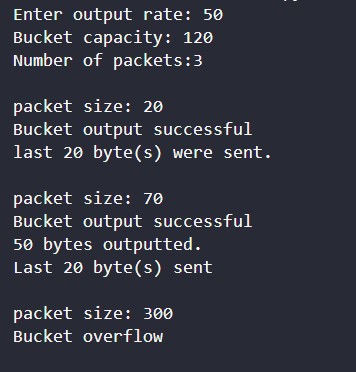 Enter output rate: 50
Bucket capacity: 120
Number of packets:3
packet size: 20
Bucket output successful
last 20 byte(s) were sent.
packet size: 70
Bucket output successful
50 bytes outputted.
Last 20 byte(s) sent
packet size: 300
Bucket overflow